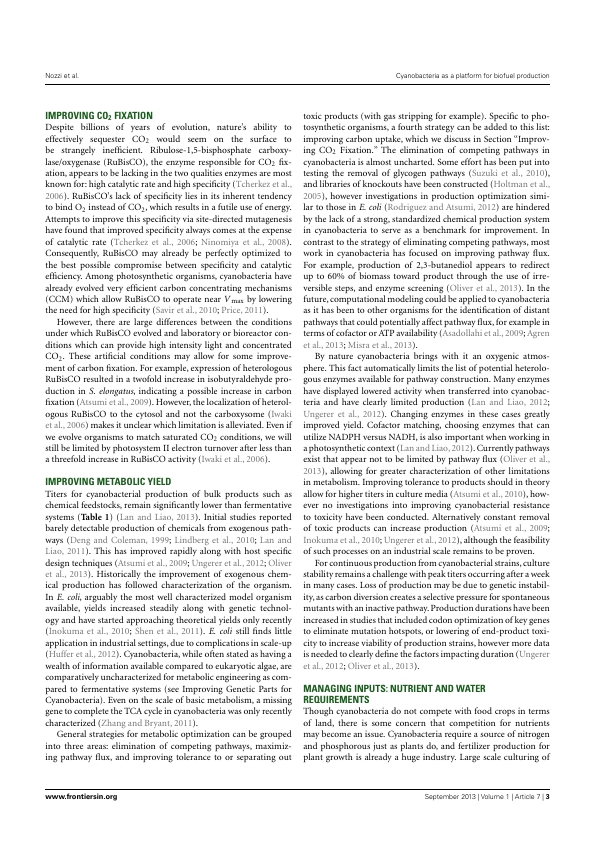 Nozzi et al.
Cyanobacteria as a platform for biofuel production
IMPROVING CO2 FIXATION
Despite billions of years of evolution, nature's ability to
effectively sequester CO2 would seem on the surface to
be strangely inefficient. Ribulose-1,5-bisphosphate carboxy-
lase/oxygenase (RuBisCO), the enzyme responsible for CO2 fix-
ation, appears to be lacking in the two qualities enzymes are most
known for: high catalytic rate and high specificity (Tcherkez et al.,
2006). RuBisCO's lack of specificity lies in its inherent tendency
to bind O2 instead of CO2, which results in a futile use of energy.
Attempts to improve this specificity via site-directed mutagenesis
have found that improved specificity always comes at the expense
of catalytic rate (Tcherkez et al., 2006; Ninomiya et al., 2008).
Consequently, RuBisCO may already be perfectly optimized to
the best possible compromise between specificity and catalytic
efficiency. Among photosynthetic organisms, cyanobacteria have
already evolved very efficient carbon concentrating mechanisms
(CCM) which allow RuBisCO to operate near Vmax by lowering
the need for high specificity (Savir et al., 2010; Price, 2011).
However, there are large differences between the conditions
under which RuBisCO evolved and laboratory or bioreactor con-
ditions which can provide high intensity light and concentrated
CO2. These artificial conditions may allow for some improve-
ment of carbon fixation. For example, expression of heterologous
RuBisCO resulted in a twofold increase in isobutyraldehyde pro-
duction in S. elongatus, indicating a possible increase in carbon
fixation (Atsumi et al., 2009). However, the localization of heterol-
ogous RuBisCO to the cytosol and not the carboxysome (Iwaki
et al., 2006) makes it unclear which limitation is alleviated. Even if
we evolve organisms to match saturated CO2 conditions, we will
still be limited by photosystem II electron turnover after less than
a threefold increase in RuBisCO activity (Iwaki et al., 2006).
IMPROVING METABOLIC YIELD
Titers for cyanobacterial production of bulk products such as
chemical feedstocks, remain significantly lower than fermentative
systems (Table 1) (Lan and Liao, 2013). Initial studies reported
barely detectable production of chemicals from exogenous path-
ways (Deng and Coleman, 1999; Lindberg et al., 2010; Lan and
Liao, 2011). This has improved rapidly along with host specific
design techniques (Atsumi et al., 2009; Ungerer et al., 2012; Oliver
et al., 2013). Historically the improvement of exogenous chem-
ical production has followed characterization of the organism.
In E. coli, arguably the most well characterized model organism
available, yields increased steadily along with genetic technol-
ogy and have started approaching theoretical yields only recently
(Inokuma et al., 2010; Shen et al., 2011). E. coli still finds little
application in industrial settings, due to complications in scale-up
(Huffer et al., 2012). Cyanobacteria, while often stated as having a
wealth of information available compared to eukaryotic algae, are
comparatively uncharacterized for metabolic engineering as com-
pared to fermentative systems (see Improving Genetic Parts for
Cyanobacteria). Even on the scale of basic metabolism, a missing
gene to complete the TCA cycle in cyanobacteria was only recently
characterized (Zhang and Bryant, 2011).
General strategies for metabolic optimization can be grouped
into three areas: elimination of competing pathways, maximiz-
ing pathway flux, and improving tolerance to or separating out
toxic products (with gas stripping for example). Specific to pho-
tosynthetic organisms, a fourth strategy can be added to this list:
improving carbon uptake, which we discuss in Section "Improv-
ing CO2 Fixation." The elimination of competing pathways in
cyanobacteria is almost uncharted. Some effort has been put into
testing the removal of glycogen pathways (Suzuki et al., 2010),
and libraries of knockouts have been constructed (Holtman et al.,
2005), however investigations in production optimization simi-
lar to those in E. coli (Rodriguez and Atsumi, 2012) are hindered
by the lack of a strong, standardized chemical production system
in cyanobacteria to serve as a benchmark for improvement. In
contrast to the strategy of eliminating competing pathways, most
work in cyanobacteria has focused on improving pathway flux.
For example, production of 2,3-butanediol appears to redirect
up to 60% of biomass toward product through the use of irre-
versible steps, and enzyme screening (Oliver et al., 2013). In the
future, computational modeling could be applied to cyanobacteria
as it has been to other organisms for the identification of distant
pathways that could potentially affect pathway flux, for example in
terms of cofactor or ATP availability (Asadollahi et al., 2009; Agren
et al., 2013; Misra et al., 2013).
By nature cyanobacteria brings with it an oxygenic atmos-
phere. This fact automatically limits the list of potential heterolo-
gous enzymes available for pathway construction. Many enzymes
have displayed lowered activity when transferred into cyanobac-
teria and have clearly limited production (Lan and Liao, 2012;
Ungerer et al., 2012). Changing enzymes in these cases greatly
improved yield. Cofactor matching, choosing enzymes that can
utilize NADPH versus NADH, is also important when working in
a photosynthetic context (Lan and Liao, 2012). Currently pathways
exist that appear not to be limited by pathway flux (Oliver et al.,
2013), allowing for greater characterization of other limitations
in metabolism. Improving tolerance to products should in theory
allow for higher titers in culture media (Atsumi et al., 2010), how-
ever no investigations into improving cyanobacterial resistance
to toxicity have been conducted. Alternatively constant removal
of toxic products can increase production (Atsumi et al., 2009;
Inokuma et al., 2010; Ungerer et al., 2012), although the feasibility
of such processes on an industrial scale remains to be proven.
For continuous production from cyanobacterial strains, culture
stability remains a challenge with peak titers occurring after a week
in many cases. Loss of production may be due to genetic instabil-
ity, as carbon diversion creates a selective pressure for spontaneous
mutants with an inactive pathway. Production durations have been
increased in studies that included codon optimization of key genes
to eliminate mutation hotspots, or lowering of end-product toxi-
city to increase viability of production strains, however more data
is needed to clearly define the factors impacting duration (Ungerer
et al., 2012; Oliver et al., 2013).
MANAGING INPUTS: NUTRIENT AND WATER
REQUIREMENTS
Though cyanobacteria do not compete with food crops in terms
of land, there is some concern that competition for nutrients
may become an issue. Cyanobacteria require a source of nitrogen
and phosphorous just as plants do, and fertilizer production for
plant growth is already a huge industry. Large scale culturing of
www.frontiersin.org
September 2013 | Volume 1 | Article 7 | 3